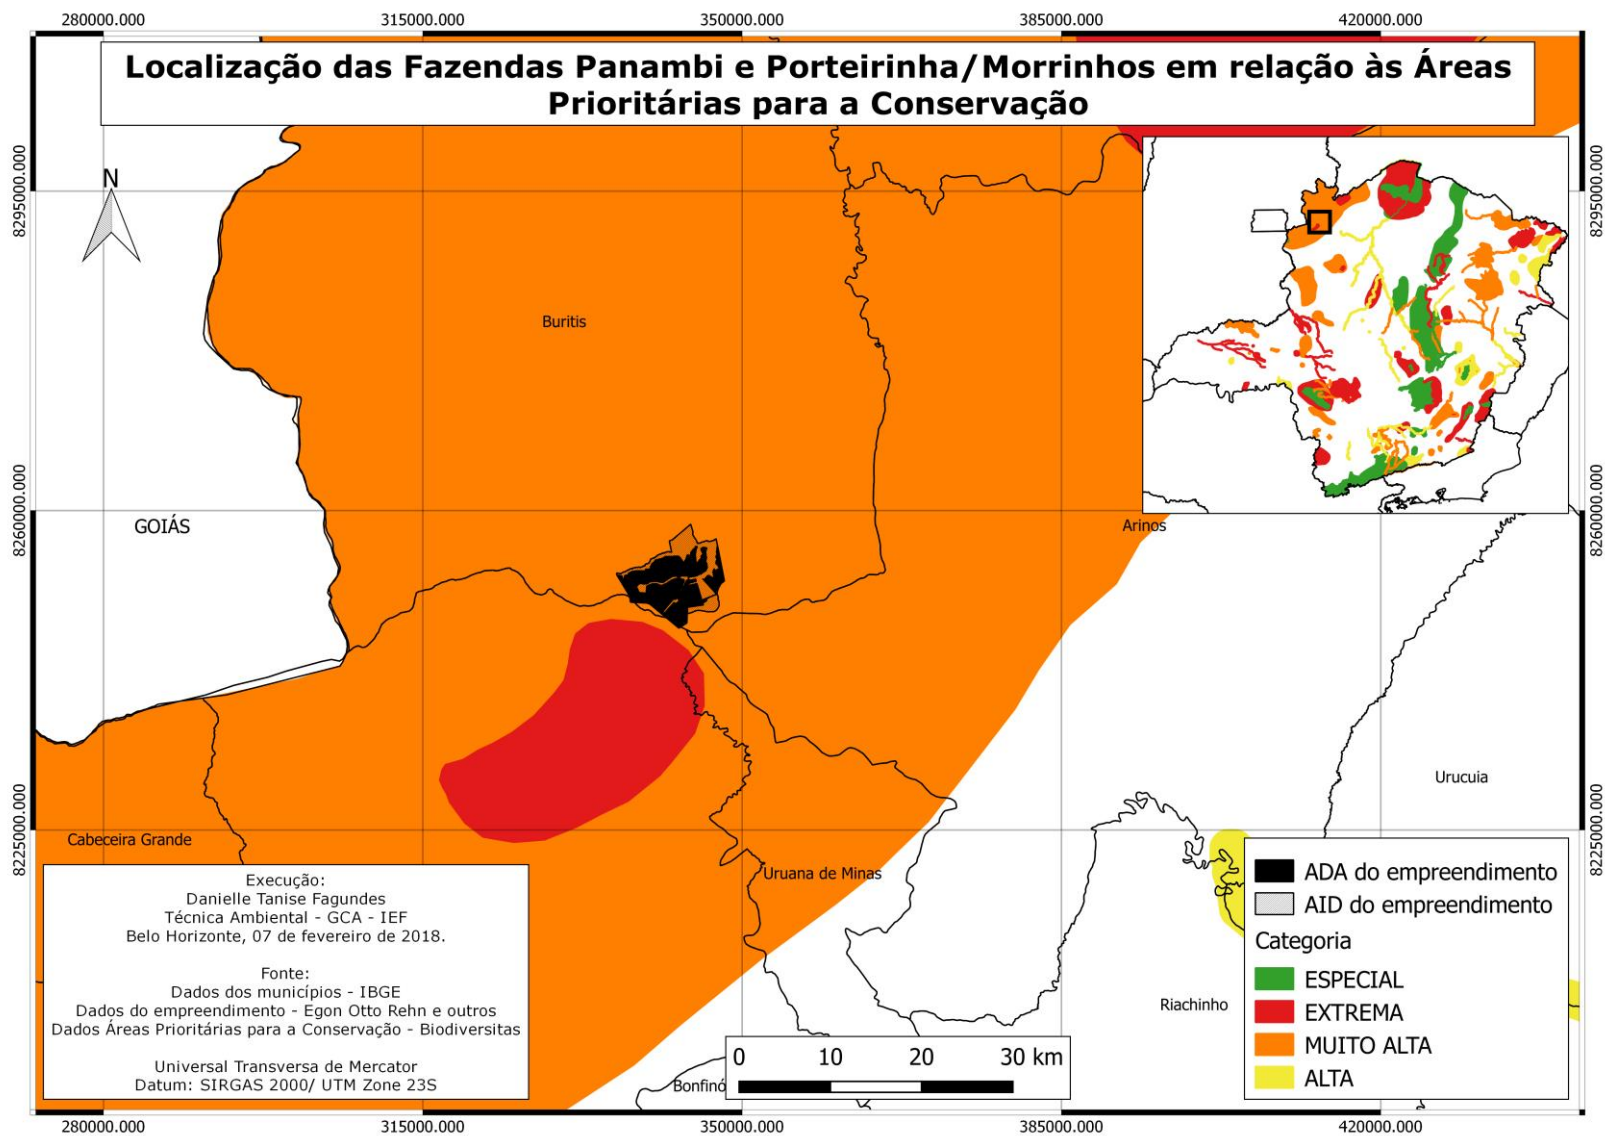 280000.000 315000.000 350000.000 385000.000 420000.000
Localização das Fazendas Panambi e Porteirinha/Morrinhos em relação às Áreas
Prioritárias para a Conservação
8295000.000
8295000.000
N
Buritis
8260000.000
GOIÁS
Arinos
8260000.000
Urucuia
8225000.000
Cabeceira Grande
Uruana de Minas
8225000.000
Riachinho
Bonfinó
Execução:
Danielle Tanise Fagundes
Técnica Ambiental - GCA - IEF
Belo Horizonte, 07 de fevereiro de 2018.
Fonte:
Dados dos municípios - IBGE
Dados do empreendimento - Egon Otto Rehn e outros
Dados Áreas Prioritárias para a Conservação - Biodiversitas
Universal Transversa de Mercator
Datum: SIRGAS 2000/ UTM Zone 23S
0 10 20 30 km
ADA do empreendimento
AID do empreendimento
Categoria
ESPECIAL
EXTREMA
MUITO ALTA
ALTA
280000.000 315000.000 350000.000 385000.000 420000.000